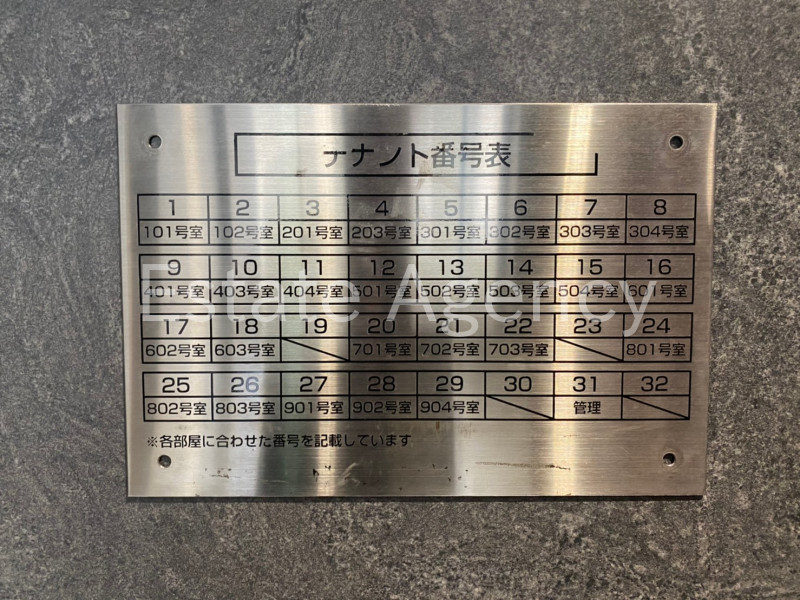 テナント番号表
1 2 3 4 5 6 7 8
101号室 102号室 201号室 203号室 301号室 302号室 303号室 304号室
9 10 11 12 13 14 15 16
401号室 403号室 404号室 501号室 502号室 503号室 504号室 601号室
17 18 19 20 21 22 23 24
602号室 603号室 701号室 702号室 703号室 801号室
25 26 27 28 29 30 31 32
802号室 803号室 901号室 902号室 904号室 管理
※各部屋に合わせた番号を記載しています
Estate Agency